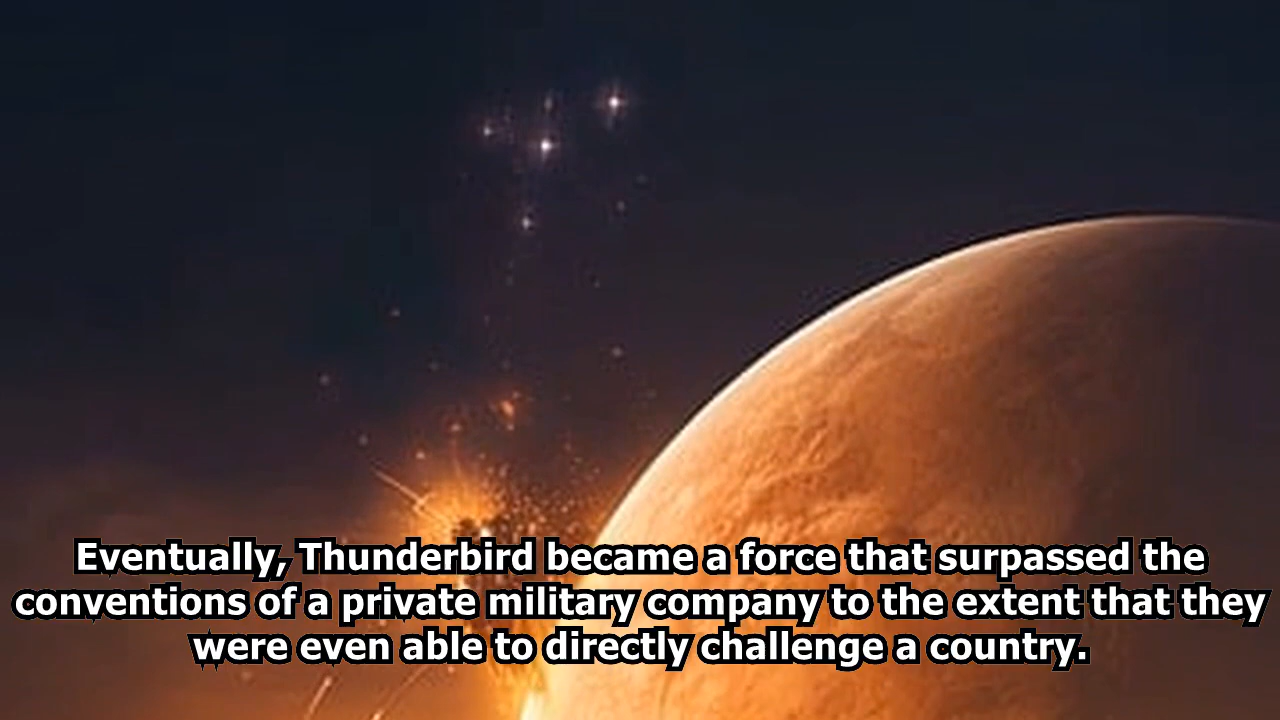 Eventually, Thunderbird became a force that surpassed the
conventions of a private military company to the extent that they
were even able to directly challenge a country.